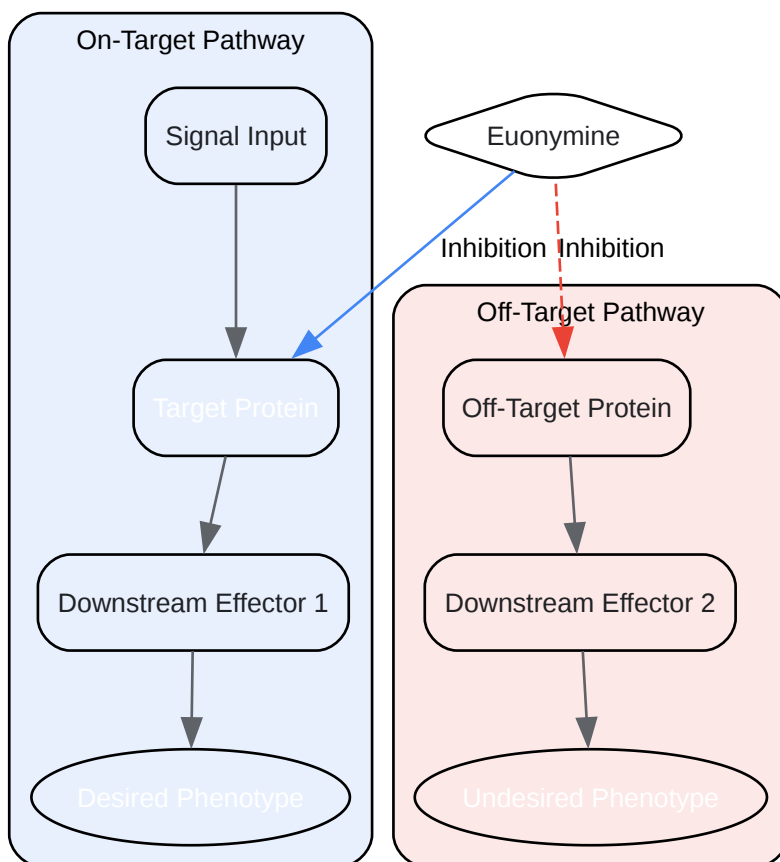 On-Target Pathway
Signal Input
Euonymine
Inhibition
Inhibition
Off-Target Pathway
Target Protein
Off-Target Protein
Downstream Effector 1
Downstream Effector 2
Desired Phenotype
Undesired Phenotype